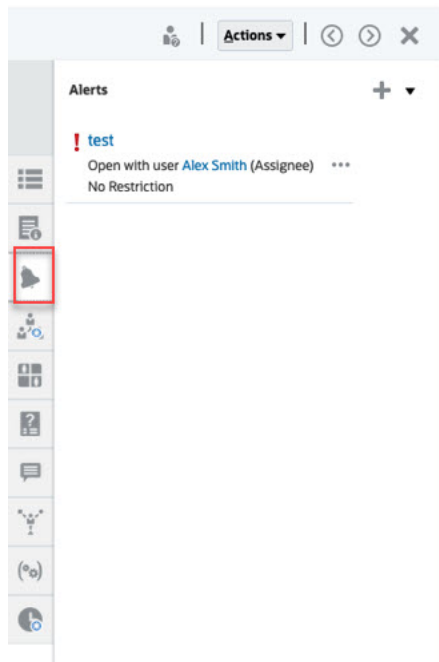 Actions
Alerts
! test
Open with user Alex Smith (Assignee) •••
No Restriction